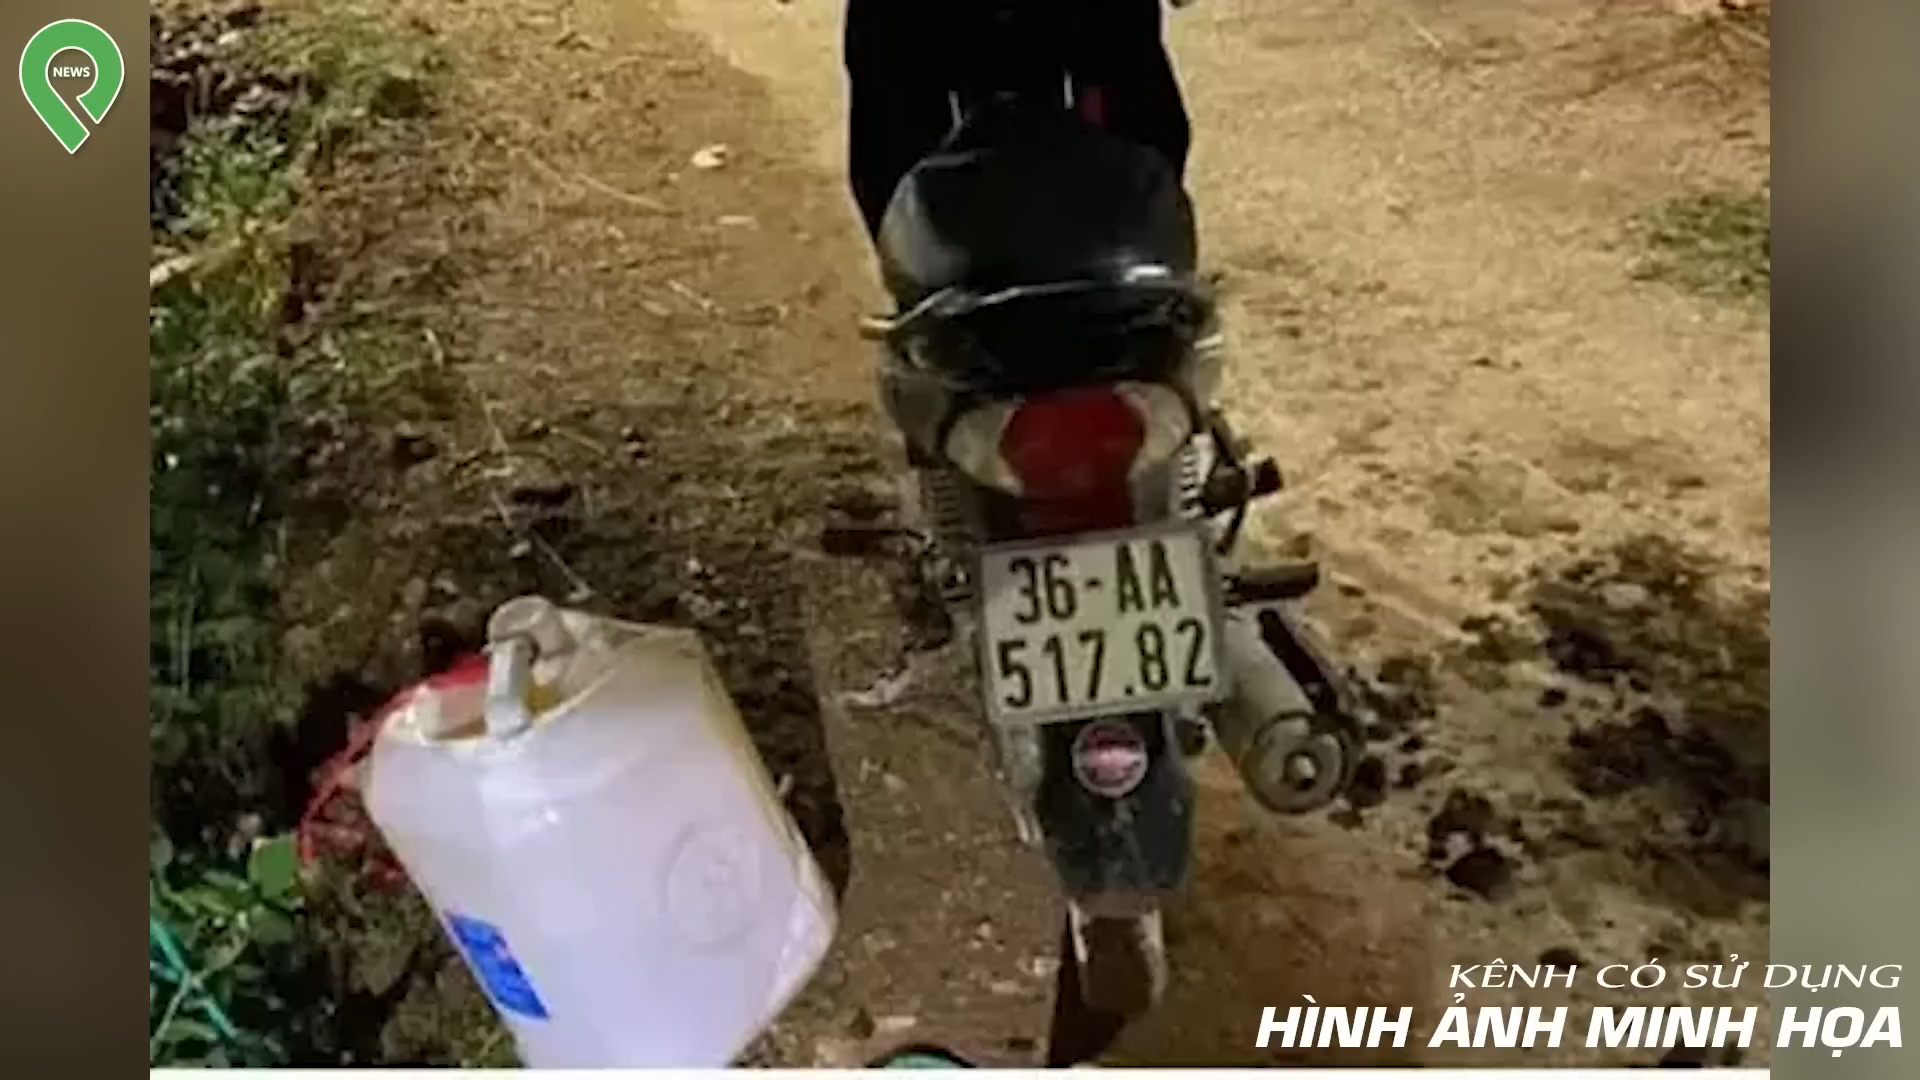 NEWS
36-AA
517.82
KÊNH CÓ SỬ DỤNG
HÌNH ẢNH MINH HỌA